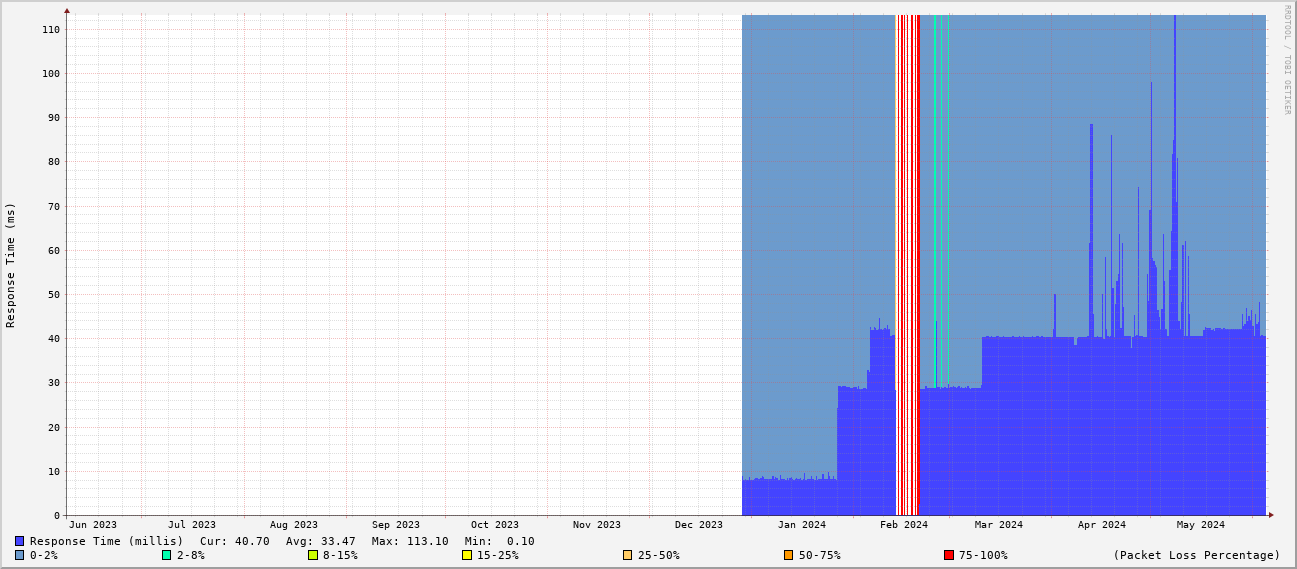 RRDTOOL / TOBI OETIKER
Response Time (ms)
110
100
90
80
70
60
50
40
30
20
10
0
Jun 2023 Jul 2023 Aug 2023 Sep 2023 Oct 2023 Nov 2023 Dec 2023 Jan 2024 Feb 2024 Mar 2024 Apr 2024 May 2024
Response Time (millis) Cur: 40.70 Avg: 33.47 Max: 113.10 Min: 0.10
0-2% 2-8% 8-15% 15-25% 25-50% 50-75% 75-100% (Packet Loss Percentage)